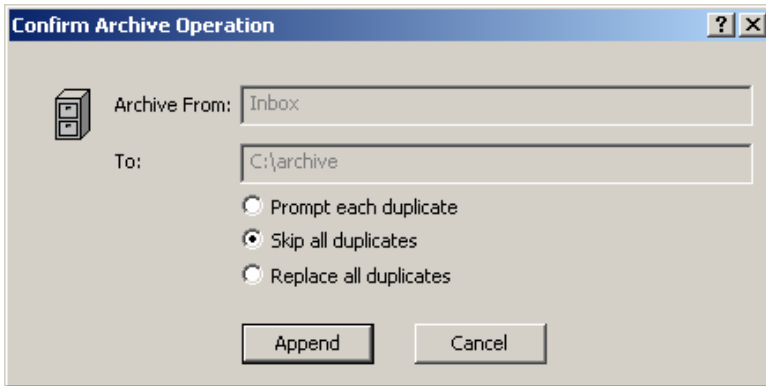 Confirm Archive Operation
Archive From: Inbox
To: C:\archive
Prompt each duplicate
Skip all duplicates
Replace all duplicates
Append Cancel